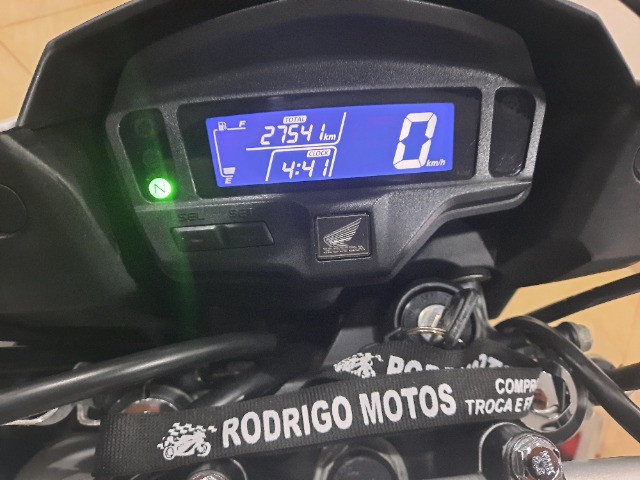 F
TOTAL
27541 km
CLOCK
4:41
E
0 km/h
N
SEL SET
HONDA
RODRIGO MOTOS
COMPR
TROCA E